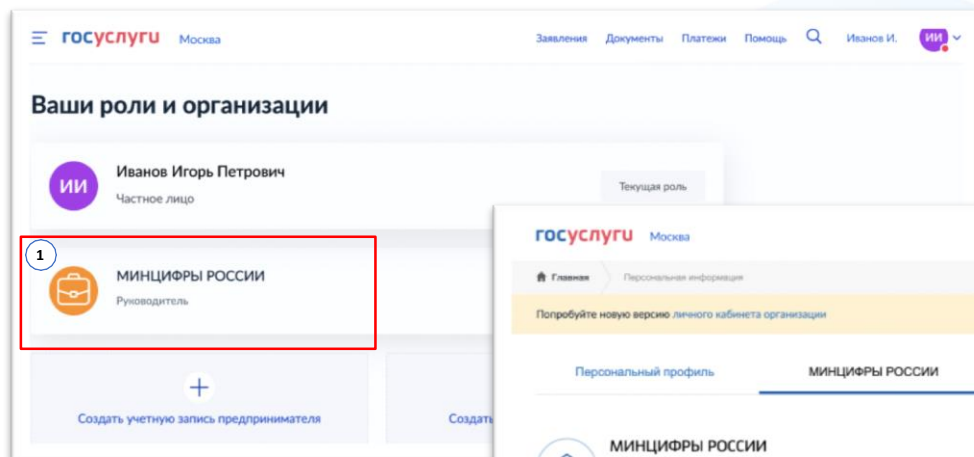 госуслуги Москва Заявления Документы Платежи Помощь Иванов И. ИИ
Ваши роли и организации
ИИ
Иванов Игорь Петрович
Частное лицо
Текущая роль
1
МИНЦИФРЫ РОССИИ
Руководитель
Создать учетную запись предпринимателя
Создать
госуслуги Москва
Главная Персональная информация
Попробуйте новую версию личного кабинета организации
Персональный профиль МИНЦИФРЫ РОССИИ
МИНЦИФРЫ РОССИИ